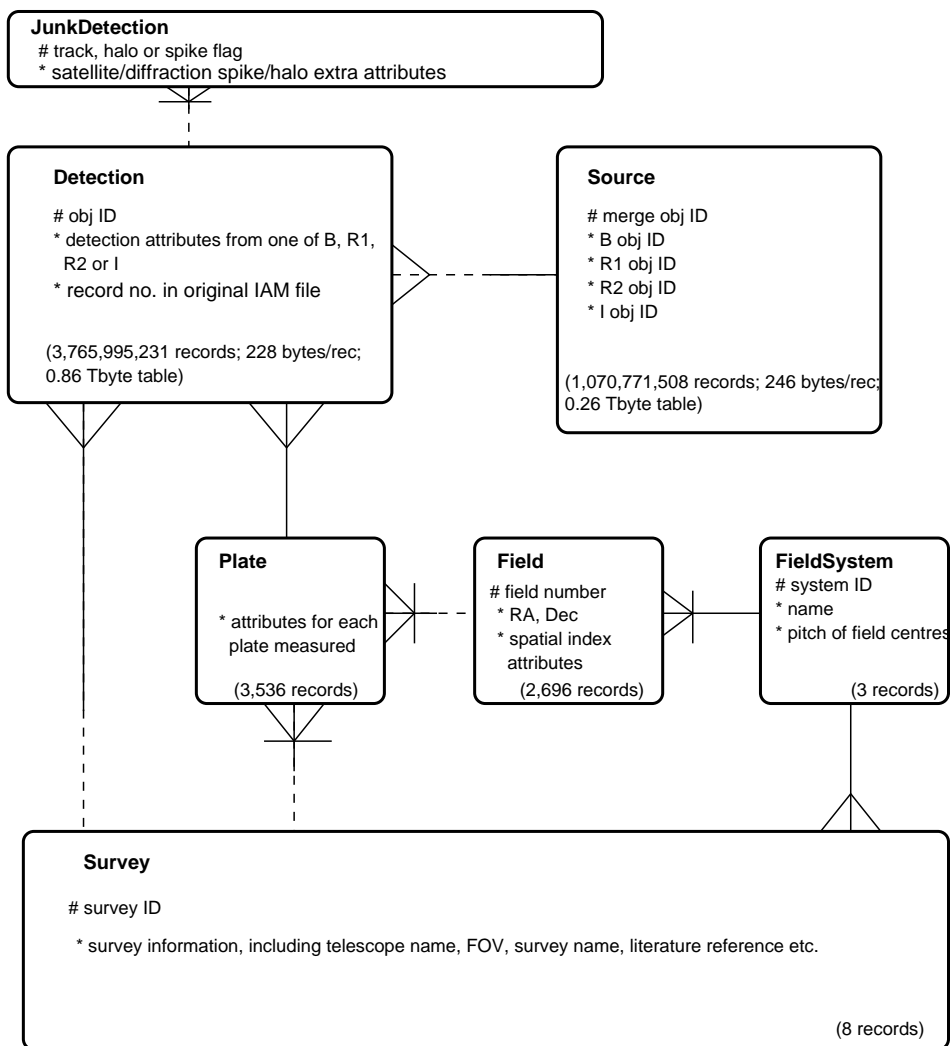 JunkDetection
# track, halo or spike flag
* satellite/diffraction spike/halo extra attributes
Detection
# obj ID
* detection attributes from one of B, R1,
R2 or I
* record no. in original IAM file
(3,765,995,231 records; 228 bytes/rec;
0.86 Tbyte table)
Source
# merge obj ID
* B obj ID
* R1 obj ID
* R2 obj ID
* I obj ID
(1,070,771,508 records; 246 bytes/rec;
0.26 Tbyte table)
Plate
* attributes for each
plate measured
(3,536 records)
Field
# field number
* RA, Dec
* spatial index
attributes
(2,696 records)
FieldSystem
# system ID
* name
* pitch of field centres
(3 records)
Survey
# survey ID
* survey information, including telescope name, FOV, survey name, literature reference etc.
(8 records)